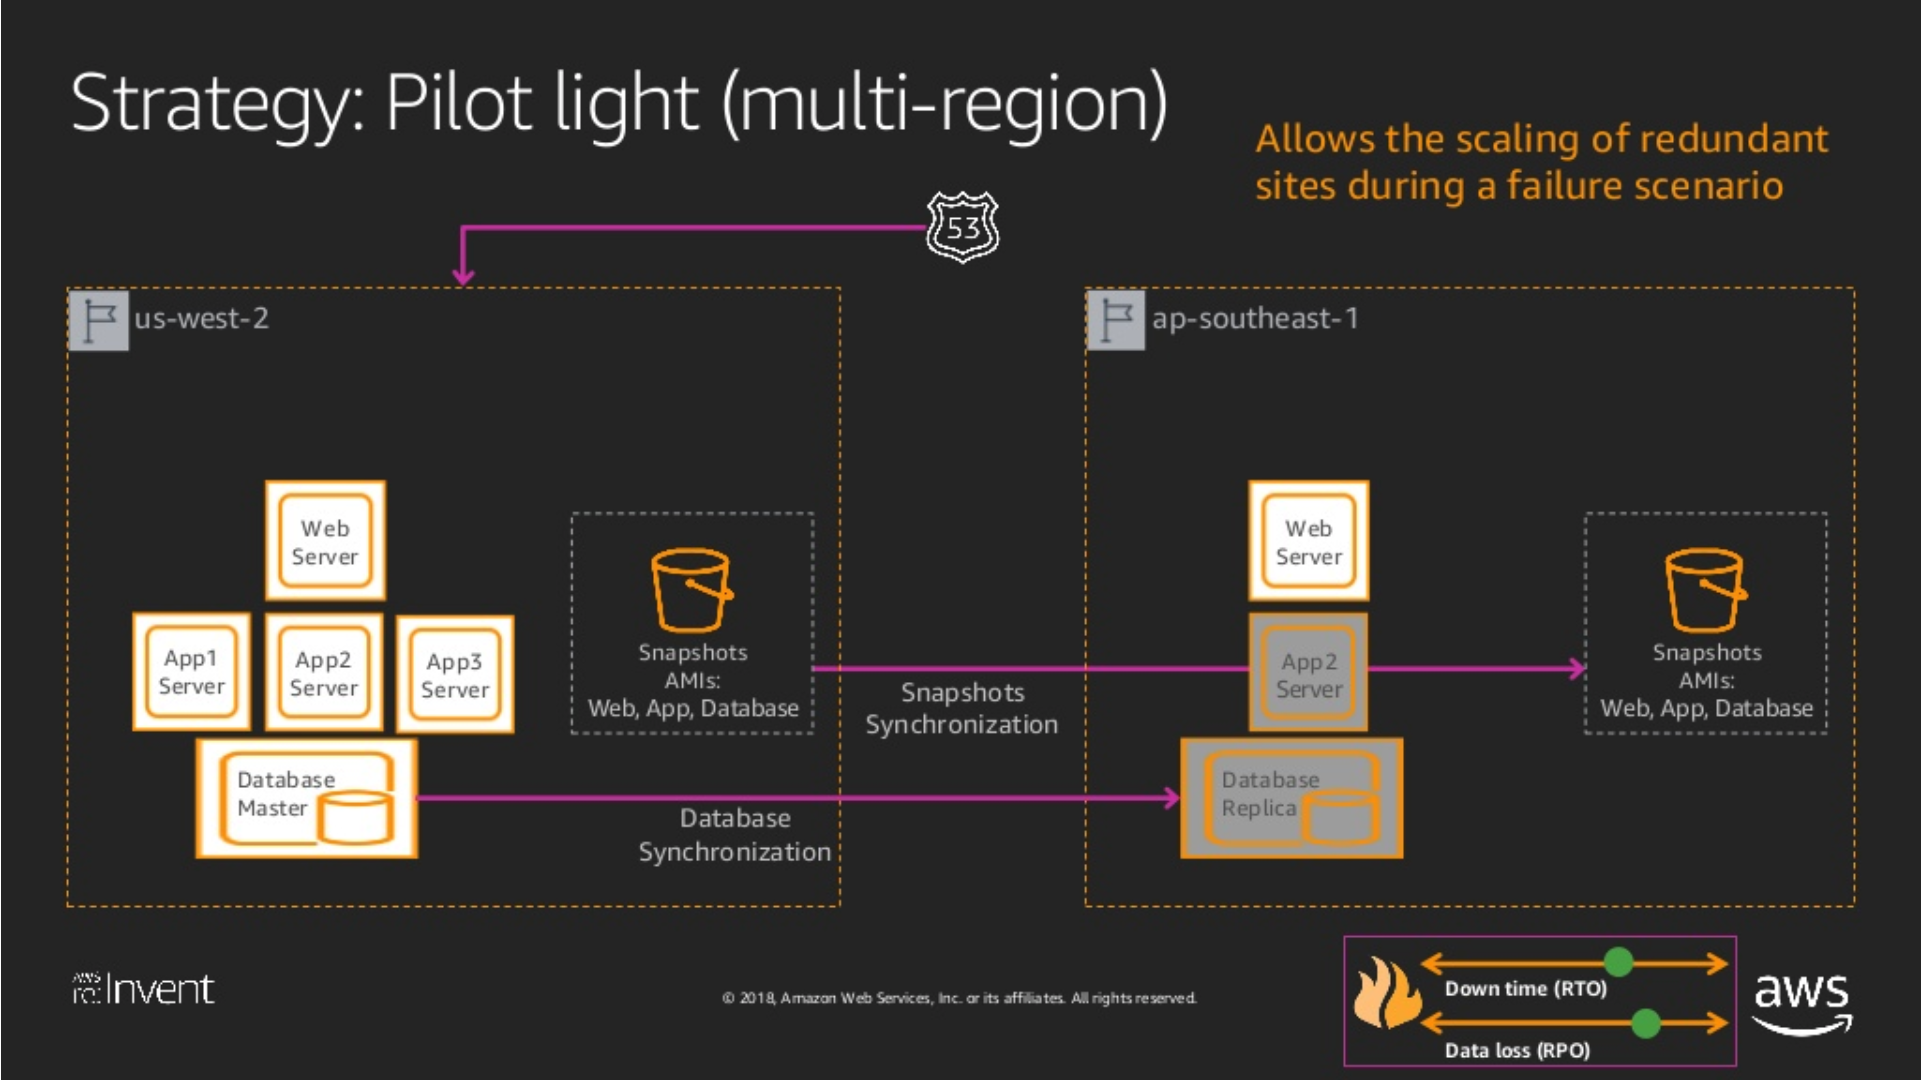 Strategy: Pilot light (multi-region)
Allows the scaling of redundant
sites during a failure scenario
53
us-west-2
ap-southeast-1
Web
Server
App1
Server
App2
Server
App3
Server
Database
Master
Snapshots
AMIs:
Web, App, Database
Snapshots
Synchronization
Database
Synchronization
Web
Server
App2
Server
Database
Replica
Snapshots
AMIs:
Web, App, Database
AWS
re:Invent
© 2018, Amazon Web Services, Inc. or its affiliates. All rights reserved.
Down time (RTO)
Data loss (RPO)
aws